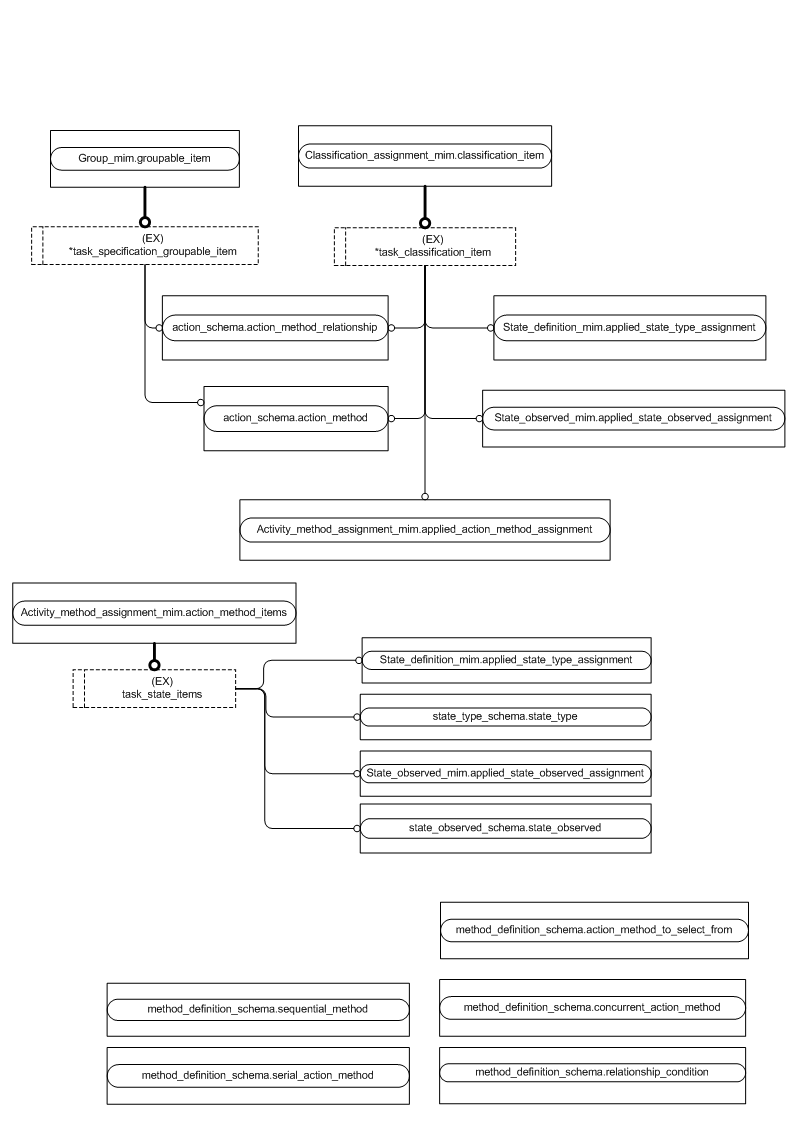 Group_mim.groupable_item
Classification_assignment_mim.classification_item
(EX)
*task_specification_groupable_item
(EX)
*task_classification_item
action_schema.action_method_relationship
State_definition_mim.applied_state_type_assignment
action_schema.action_method
State_observed_mim.applied_state_observed_assignment
Activity_method_assignment_mim.applied_action_method_assignment
Activity_method_assignment_mim.action_method_items
(EX)
task_state_items
State_definition_mim.applied_state_type_assignment
state_type_schema.state_type
State_observed_mim.applied_state_observed_assignment
state_observed_schema.state_observed
method_definition_schema.action_method_to_select_from
method_definition_schema.sequential_method
method_definition_schema.concurrent_action_method
method_definition_schema.serial_action_method
method_definition_schema.relationship_condition